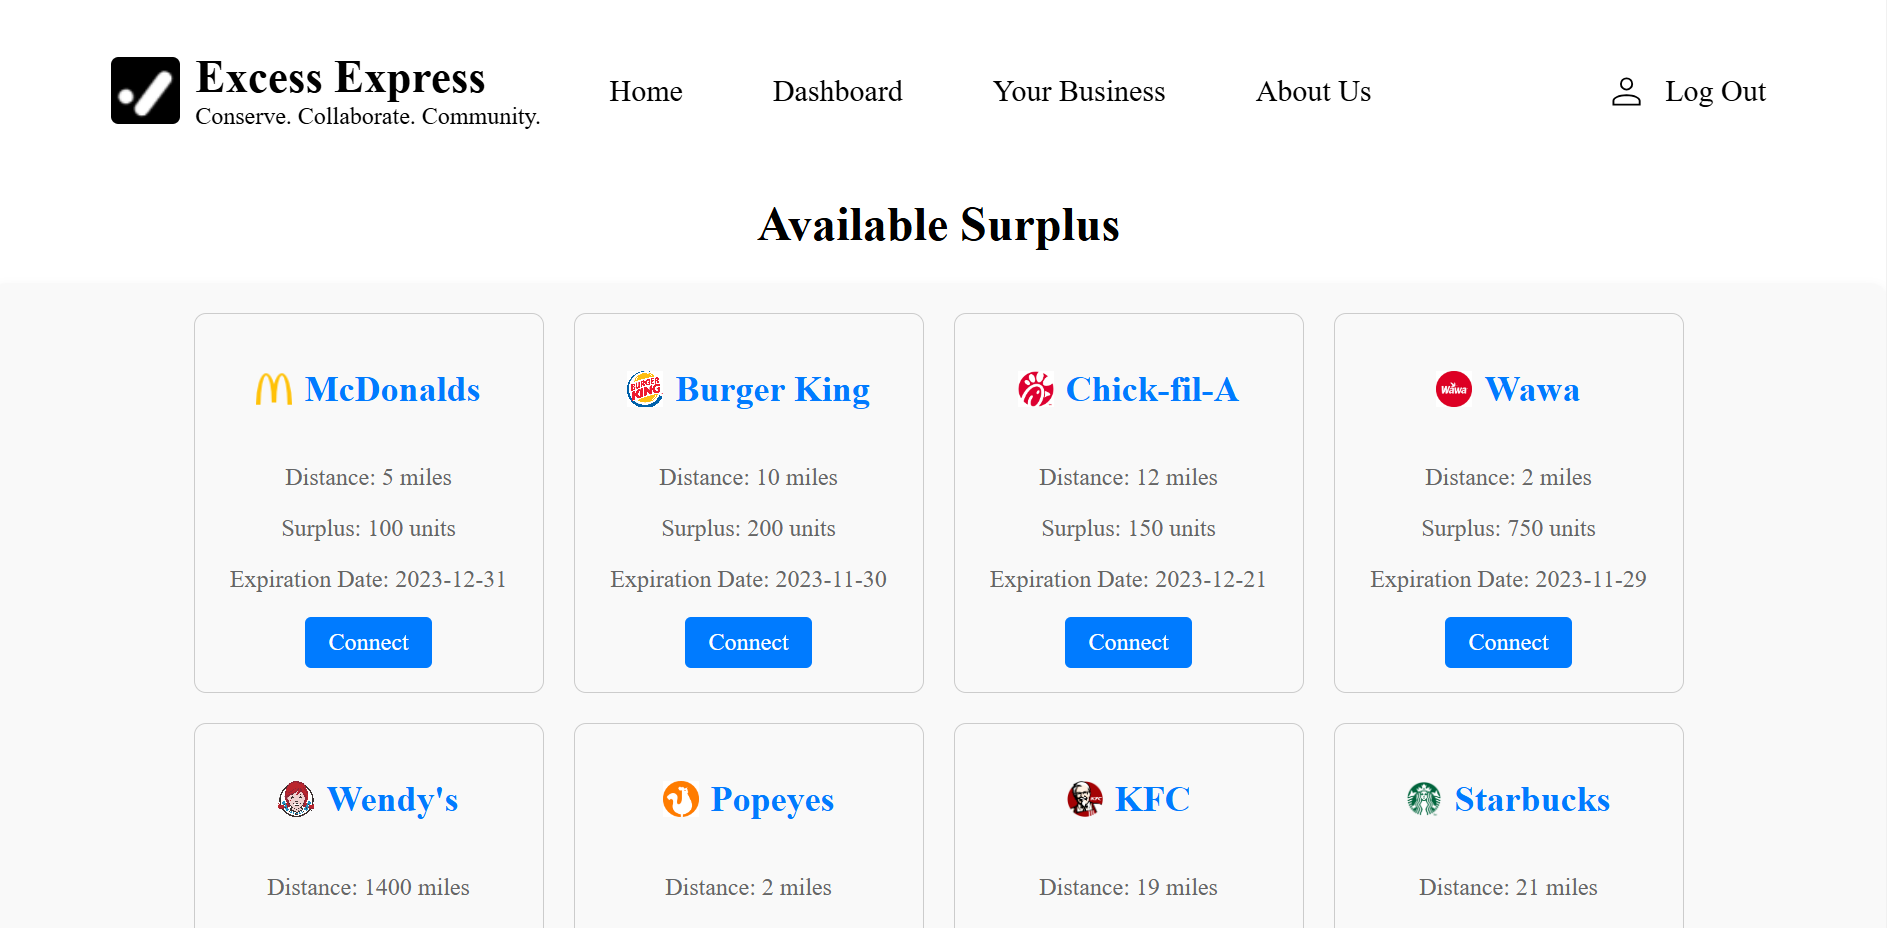 Excess Express
Conserve. Collaborate. Community.
Home
Dashboard
Your Business
About Us
Log Out
Available Surplus
McDonalds
Distance: 5 miles
Surplus: 100 units
Expiration Date: 2023-12-31
Connect
BURGER KING
Burger King
Distance: 10 miles
Surplus: 200 units
Expiration Date: 2023-11-30
Connect
Chick-fil-A
Distance: 12 miles
Surplus: 150 units
Expiration Date: 2023-12-21
Connect
Wawa
Wawa
Distance: 2 miles
Surplus: 750 units
Expiration Date: 2023-11-29
Connect
Wendy's
Distance: 1400 miles
Popeyes
Distance: 2 miles
KFC
KFC
Distance: 19 miles
Starbucks
Distance: 21 miles